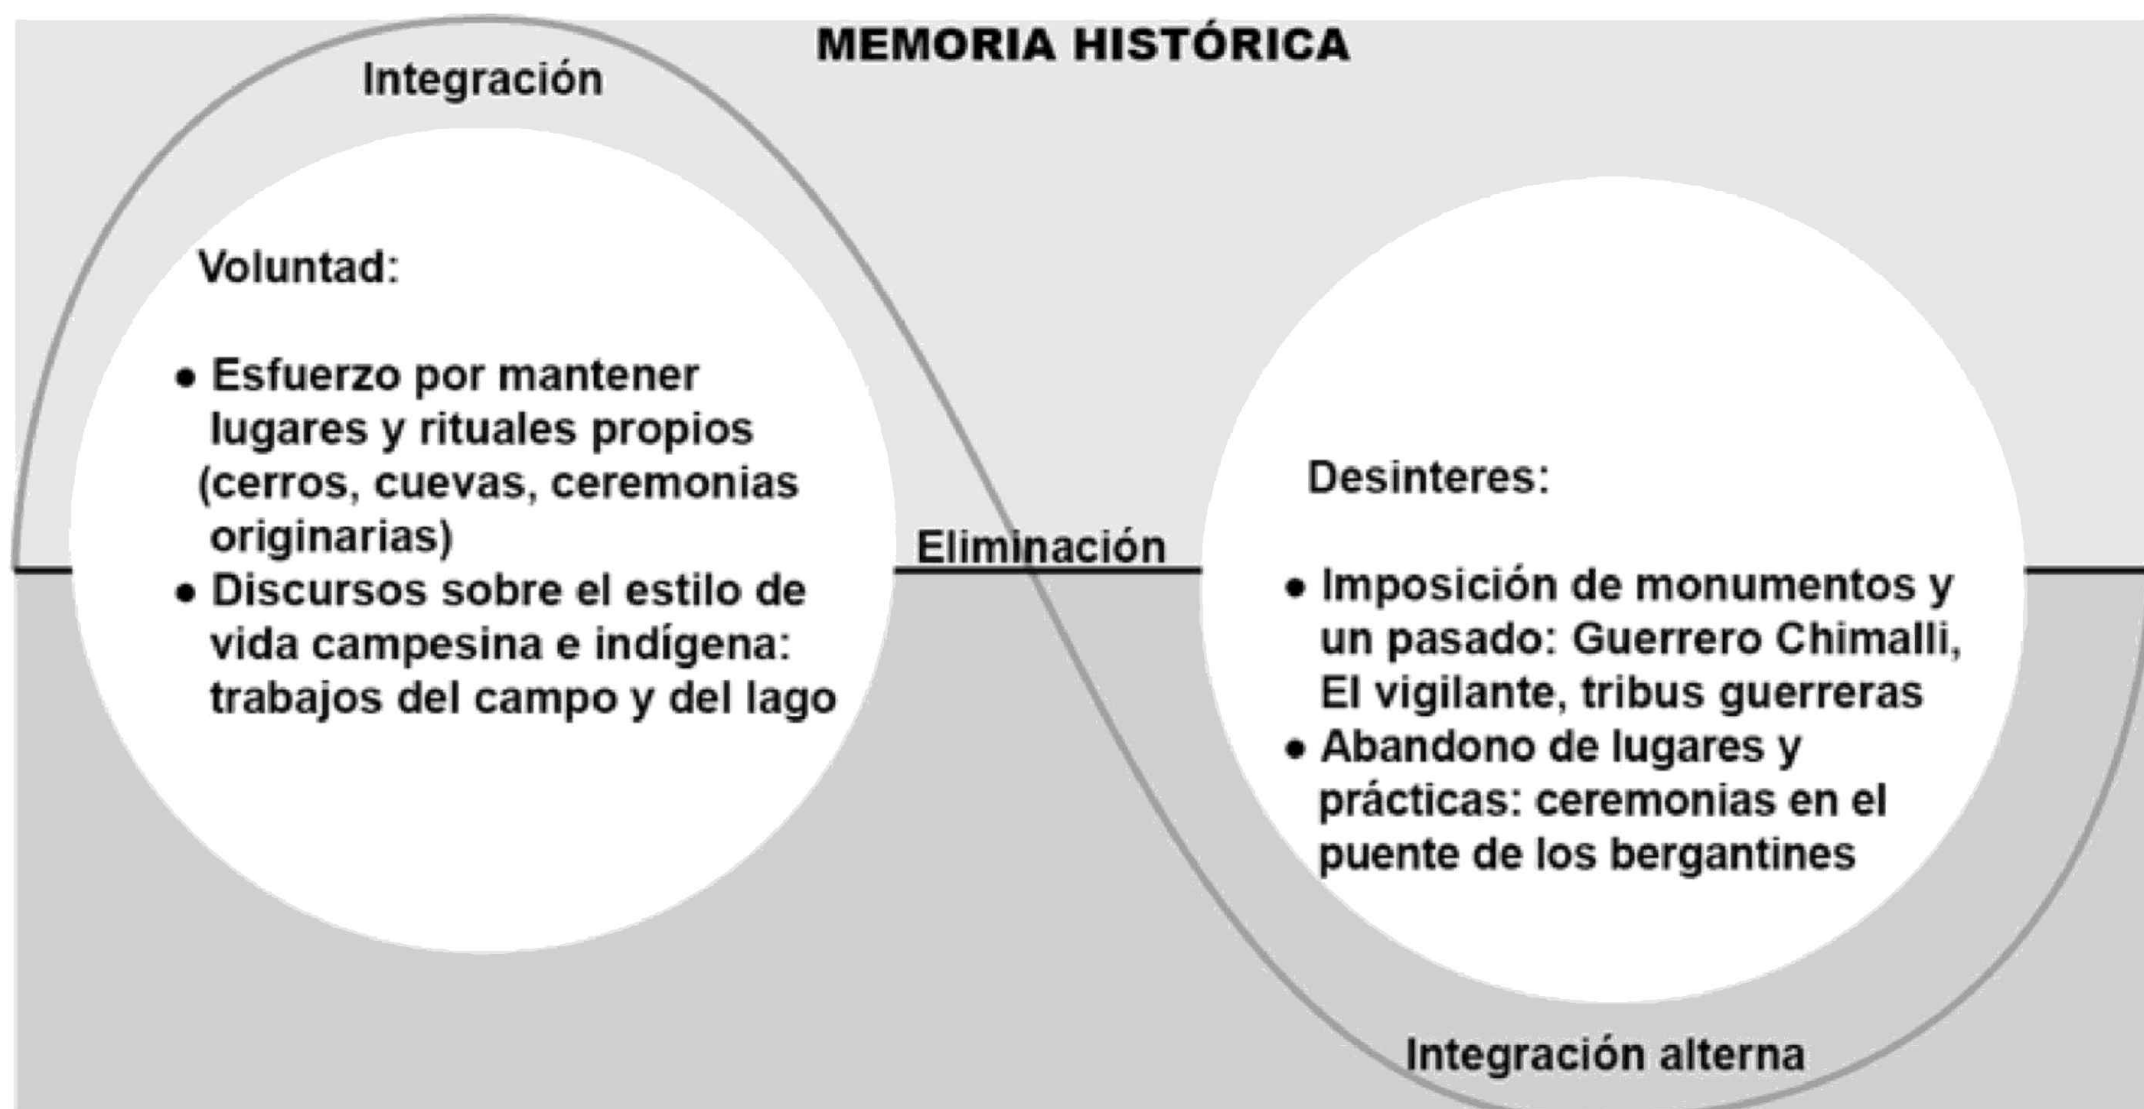 MEMORIA HISTÓRICA
Integración
Voluntad:
● Esfuerzo por mantener
lugares y rituales propios
(cerros, cuevas, ceremonias
originarias)
● Discursos sobre el estilo de
vida campesina e indígena:
trabajos del campo y del lago
Eliminación
Desinteres:
● Imposición de monumentos y
un pasado: Guerrero Chimalli,
El vigilante, tribus guerreras
● Abandono de lugares y
prácticas: ceremonias en el
puente de los bergantines
Integración alterna